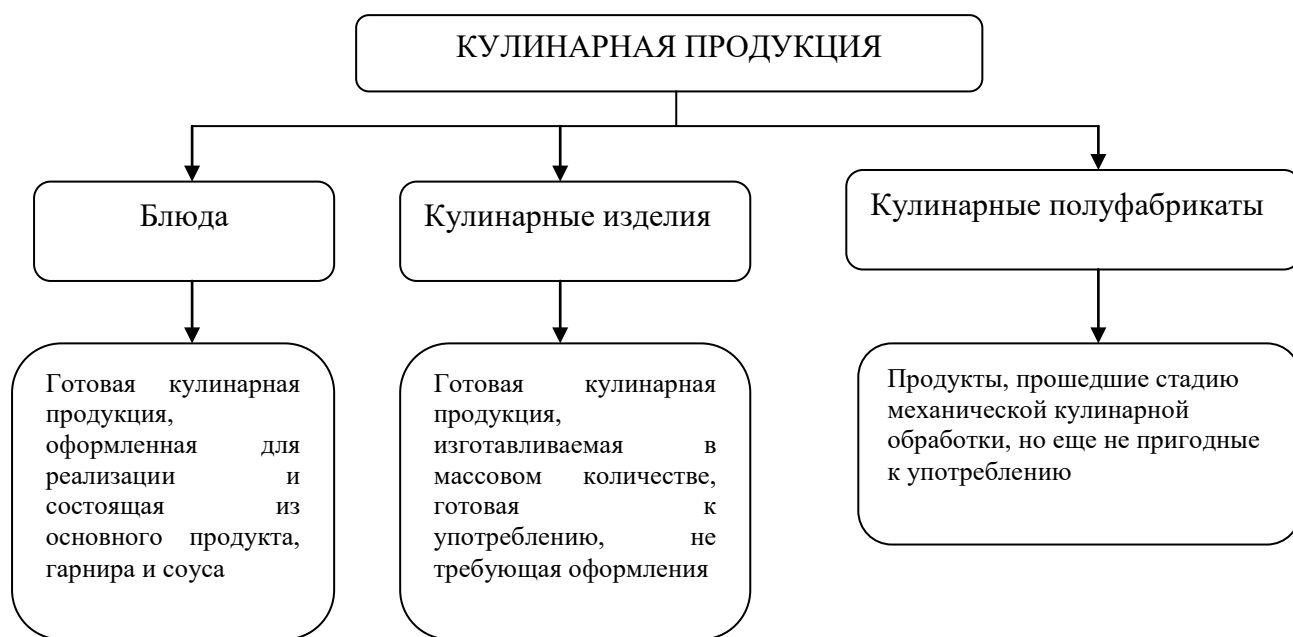 КУЛИНАРНАЯ ПРОДУКЦИЯ
Блюда
Кулинарные изделия
Кулинарные полуфабрикаты
Готовая кулинарная
продукция,
оформленная для
реализации и
состоящая из
основного продукта,
гарнира и соуса
Готовая кулинарная
продукция,
изготавливаемая в
массовом количестве,
готовая к
употреблению, не
требующая оформления
Продукты, прошедшие стадию
механической кулинарной
обработки, но еще не пригодные
к употреблению